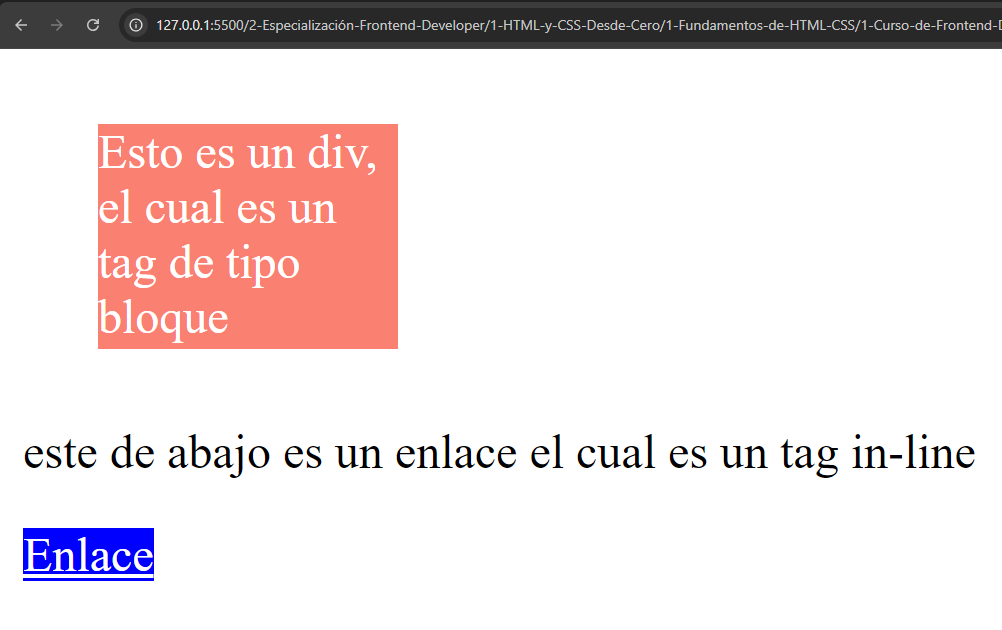 127.0.0.1:5500/2-Especialización-Frontend-Developer/1-HTML-y-CSS-Desde-Cero/1-Fundamentos-de-HTML-CSS/1-Curso-de-Frontend-
Esto es un div,
el cual es un
tag de tipo
bloque
este de abajo es un enlace el cual es un tag in-line
Enlace